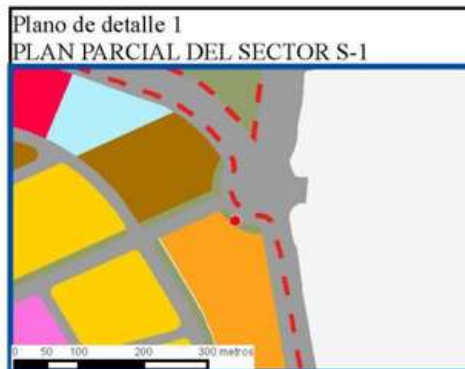 Plano de detalle 1
PLAN PARCIAL DEL SECTOR S-1
0 50 100 200 300 metros